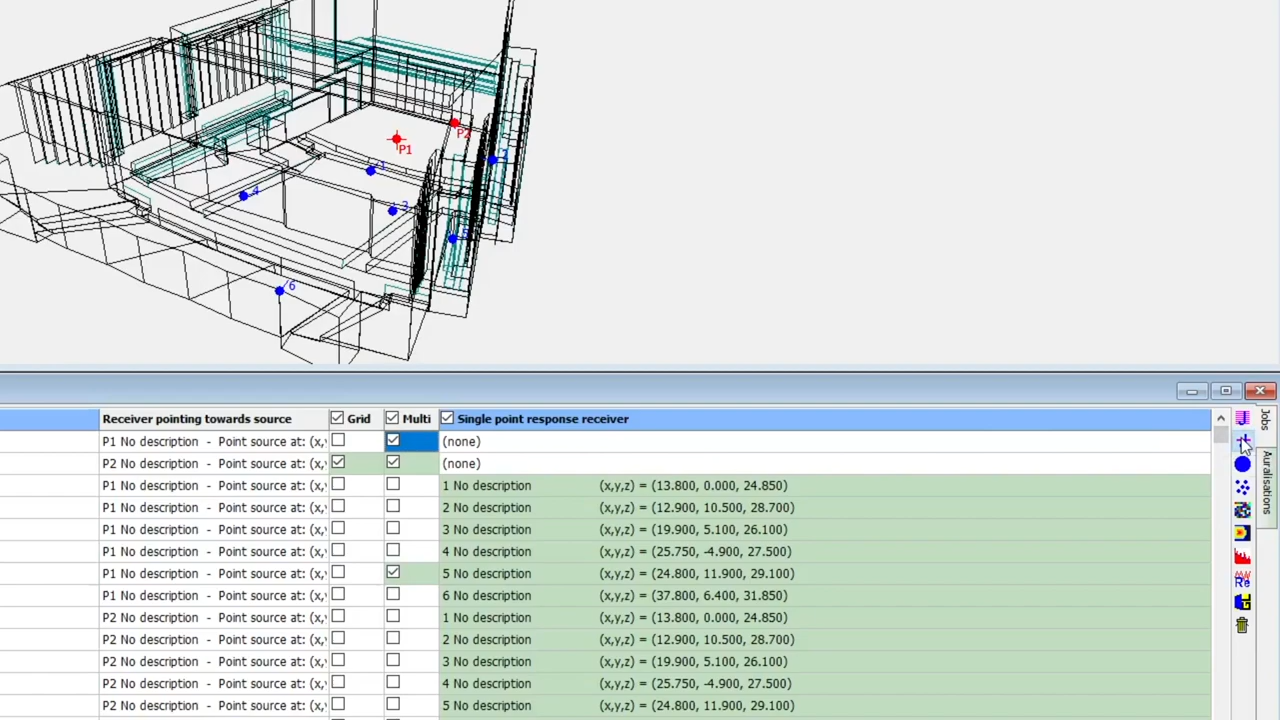 P2
P1
1
4
3
6
Receiver pointing towards source Grid Multi Single point response receiver
P1 No description - Point source at: (x,y (none)
P2 No description - Point source at: (x,y (none)
P1 No description - Point source at: (x,y 1 No description (x,y,z) = (13.800, 0.000, 24.850)
P1 No description - Point source at: (x,y 2 No description (x,y,z) = (12.900, 10.500, 28.700)
P1 No description - Point source at: (x,y 3 No description (x,y,z) = (19.900, 5.100, 26.100)
P1 No description - Point source at: (x,y 4 No description (x,y,z) = (25.750, -4.900, 27.500)
P1 No description - Point source at: (x,y 5 No description (x,y,z) = (24.800, 11.900, 29.100)
P1 No description - Point source at: (x,y 6 No description (x,y,z) = (37.800, 6.400, 31.850)
P2 No description - Point source at: (x,y 1 No description (x,y,z) = (13.800, 0.000, 24.850)
P2 No description - Point source at: (x,y 2 No description (x,y,z) = (12.900, 10.500, 28.700)
P2 No description - Point source at: (x,y 3 No description (x,y,z) = (19.900, 5.100, 26.100)
P2 No description - Point source at: (x,y 4 No description (x,y,z) = (25.750, -4.900, 27.500)
P2 No description - Point source at: (x,y 5 No description (x,y,z) = (24.800, 11.900, 29.100)
Jobs
Auralisations
Re
GL